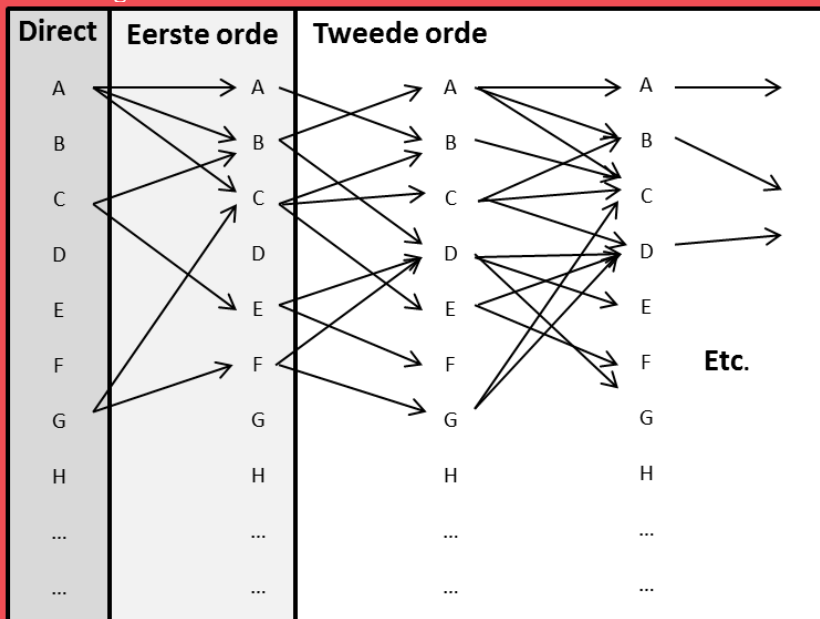 Direct Eerste orde Tweede orde
A A A A
B B B B
C C C C
D D D D
E E E E
F F F F Etc.
G G G G
H H H H
... ... ... ...
... ... ... ...